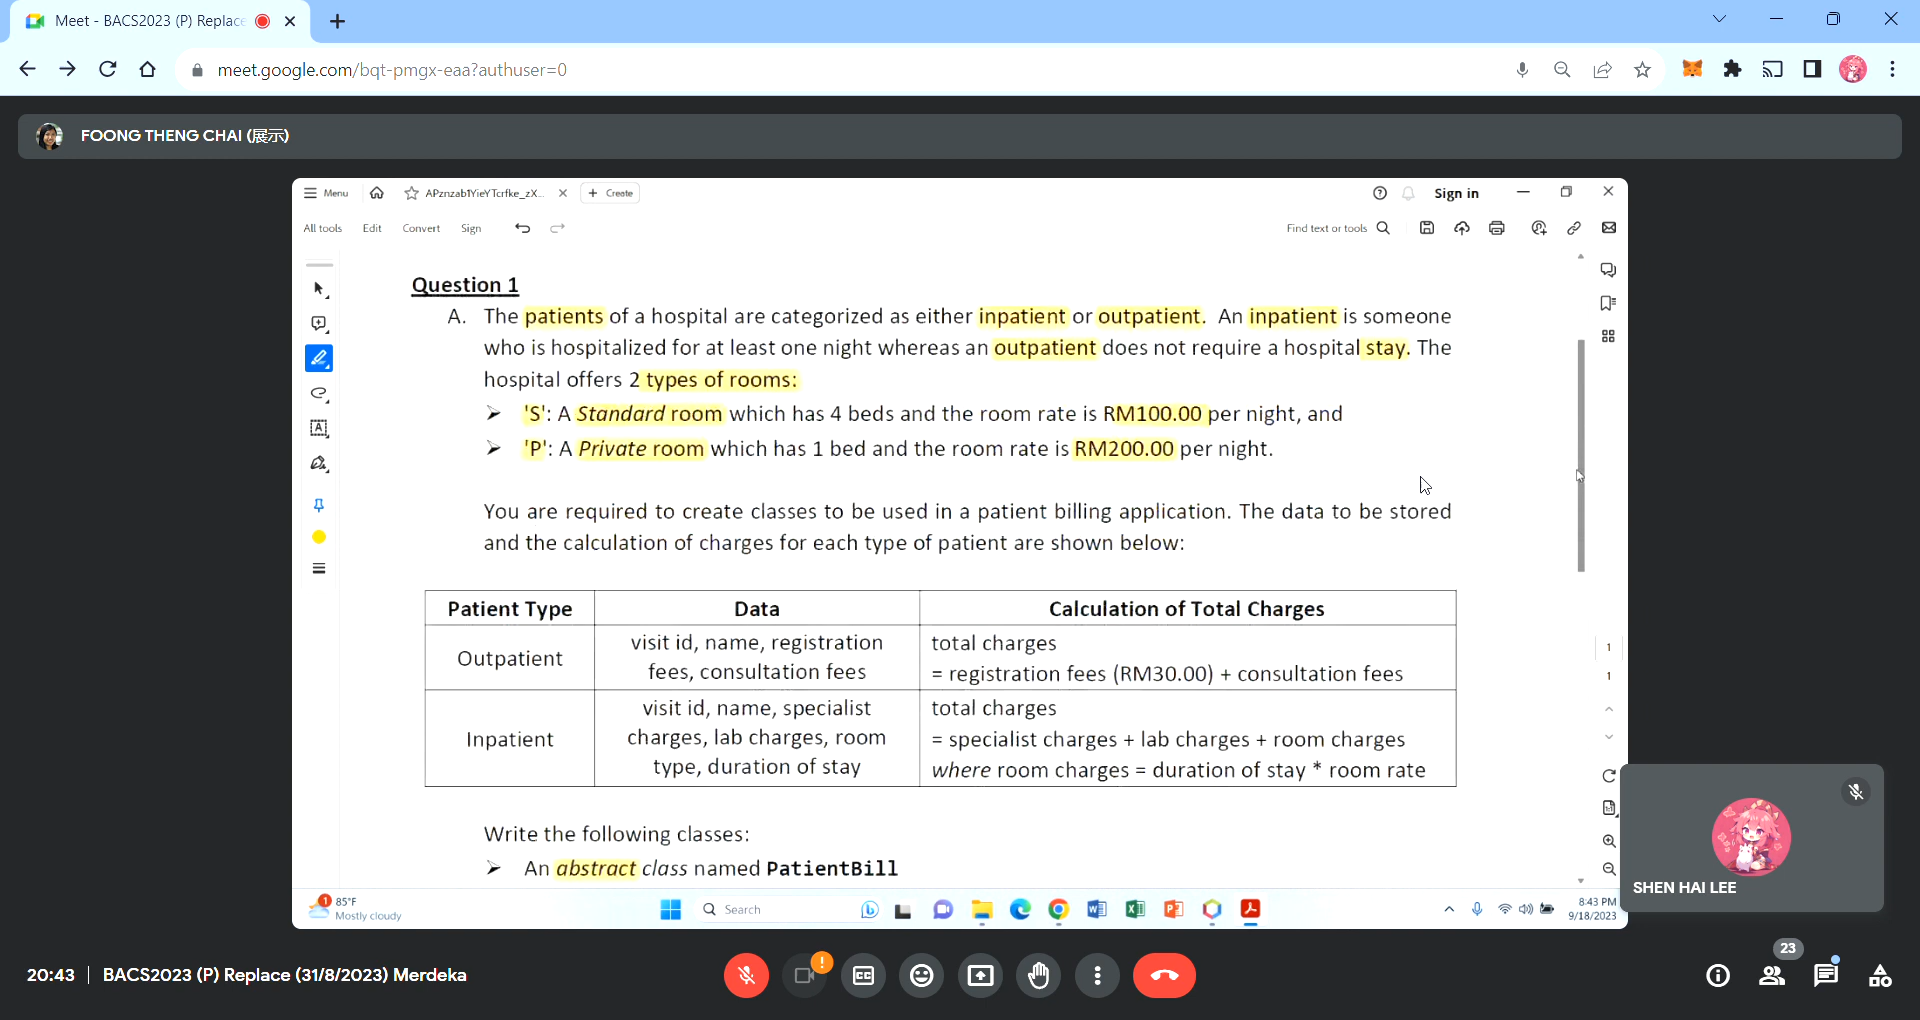 Meet - BACS2023 (P) Replace
meet.google.com/bqt-pmgx-eaa?authuser=0
FOONG THENG CHAI (展示)
Menu
APznzab1YieYTcrfke_zX...
Create
Sign in
All tools
Edit
Convert
Sign
Find text or tools
Question 1
A. The patients of a hospital are categorized as either inpatient or outpatient. An inpatient is someone
who is hospitalized for at least one night whereas an outpatient does not require a hospital stay. The
hospital offers 2 types of rooms:
➢ 'S': A Standard room which has 4 beds and the room rate is RM100.00 per night, and
➢ 'P': A Private room which has 1 bed and the room rate is RM200.00 per night.
You are required to create classes to be used in a patient billing application. The data to be stored
and the calculation of charges for each type of patient are shown below:
Patient Type
Data
Calculation of Total Charges
Outpatient
visit id, name, registration
fees, consultation fees
total charges
= registration fees (RM30.00) + consultation fees
Inpatient
visit id, name, specialist
charges, lab charges, room
type, duration of stay
total charges
= specialist charges + lab charges + room charges
where room charges = duration of stay * room rate
Write the following classes:
➢ An abstract class named PatientBill
1
1
SHEN HAI LEE
1
85°F
Mostly cloudy
Search
8:43 PM
9/18/2023
20:43
BACS2023 (P) Replace (31/8/2023) Merdeka
23